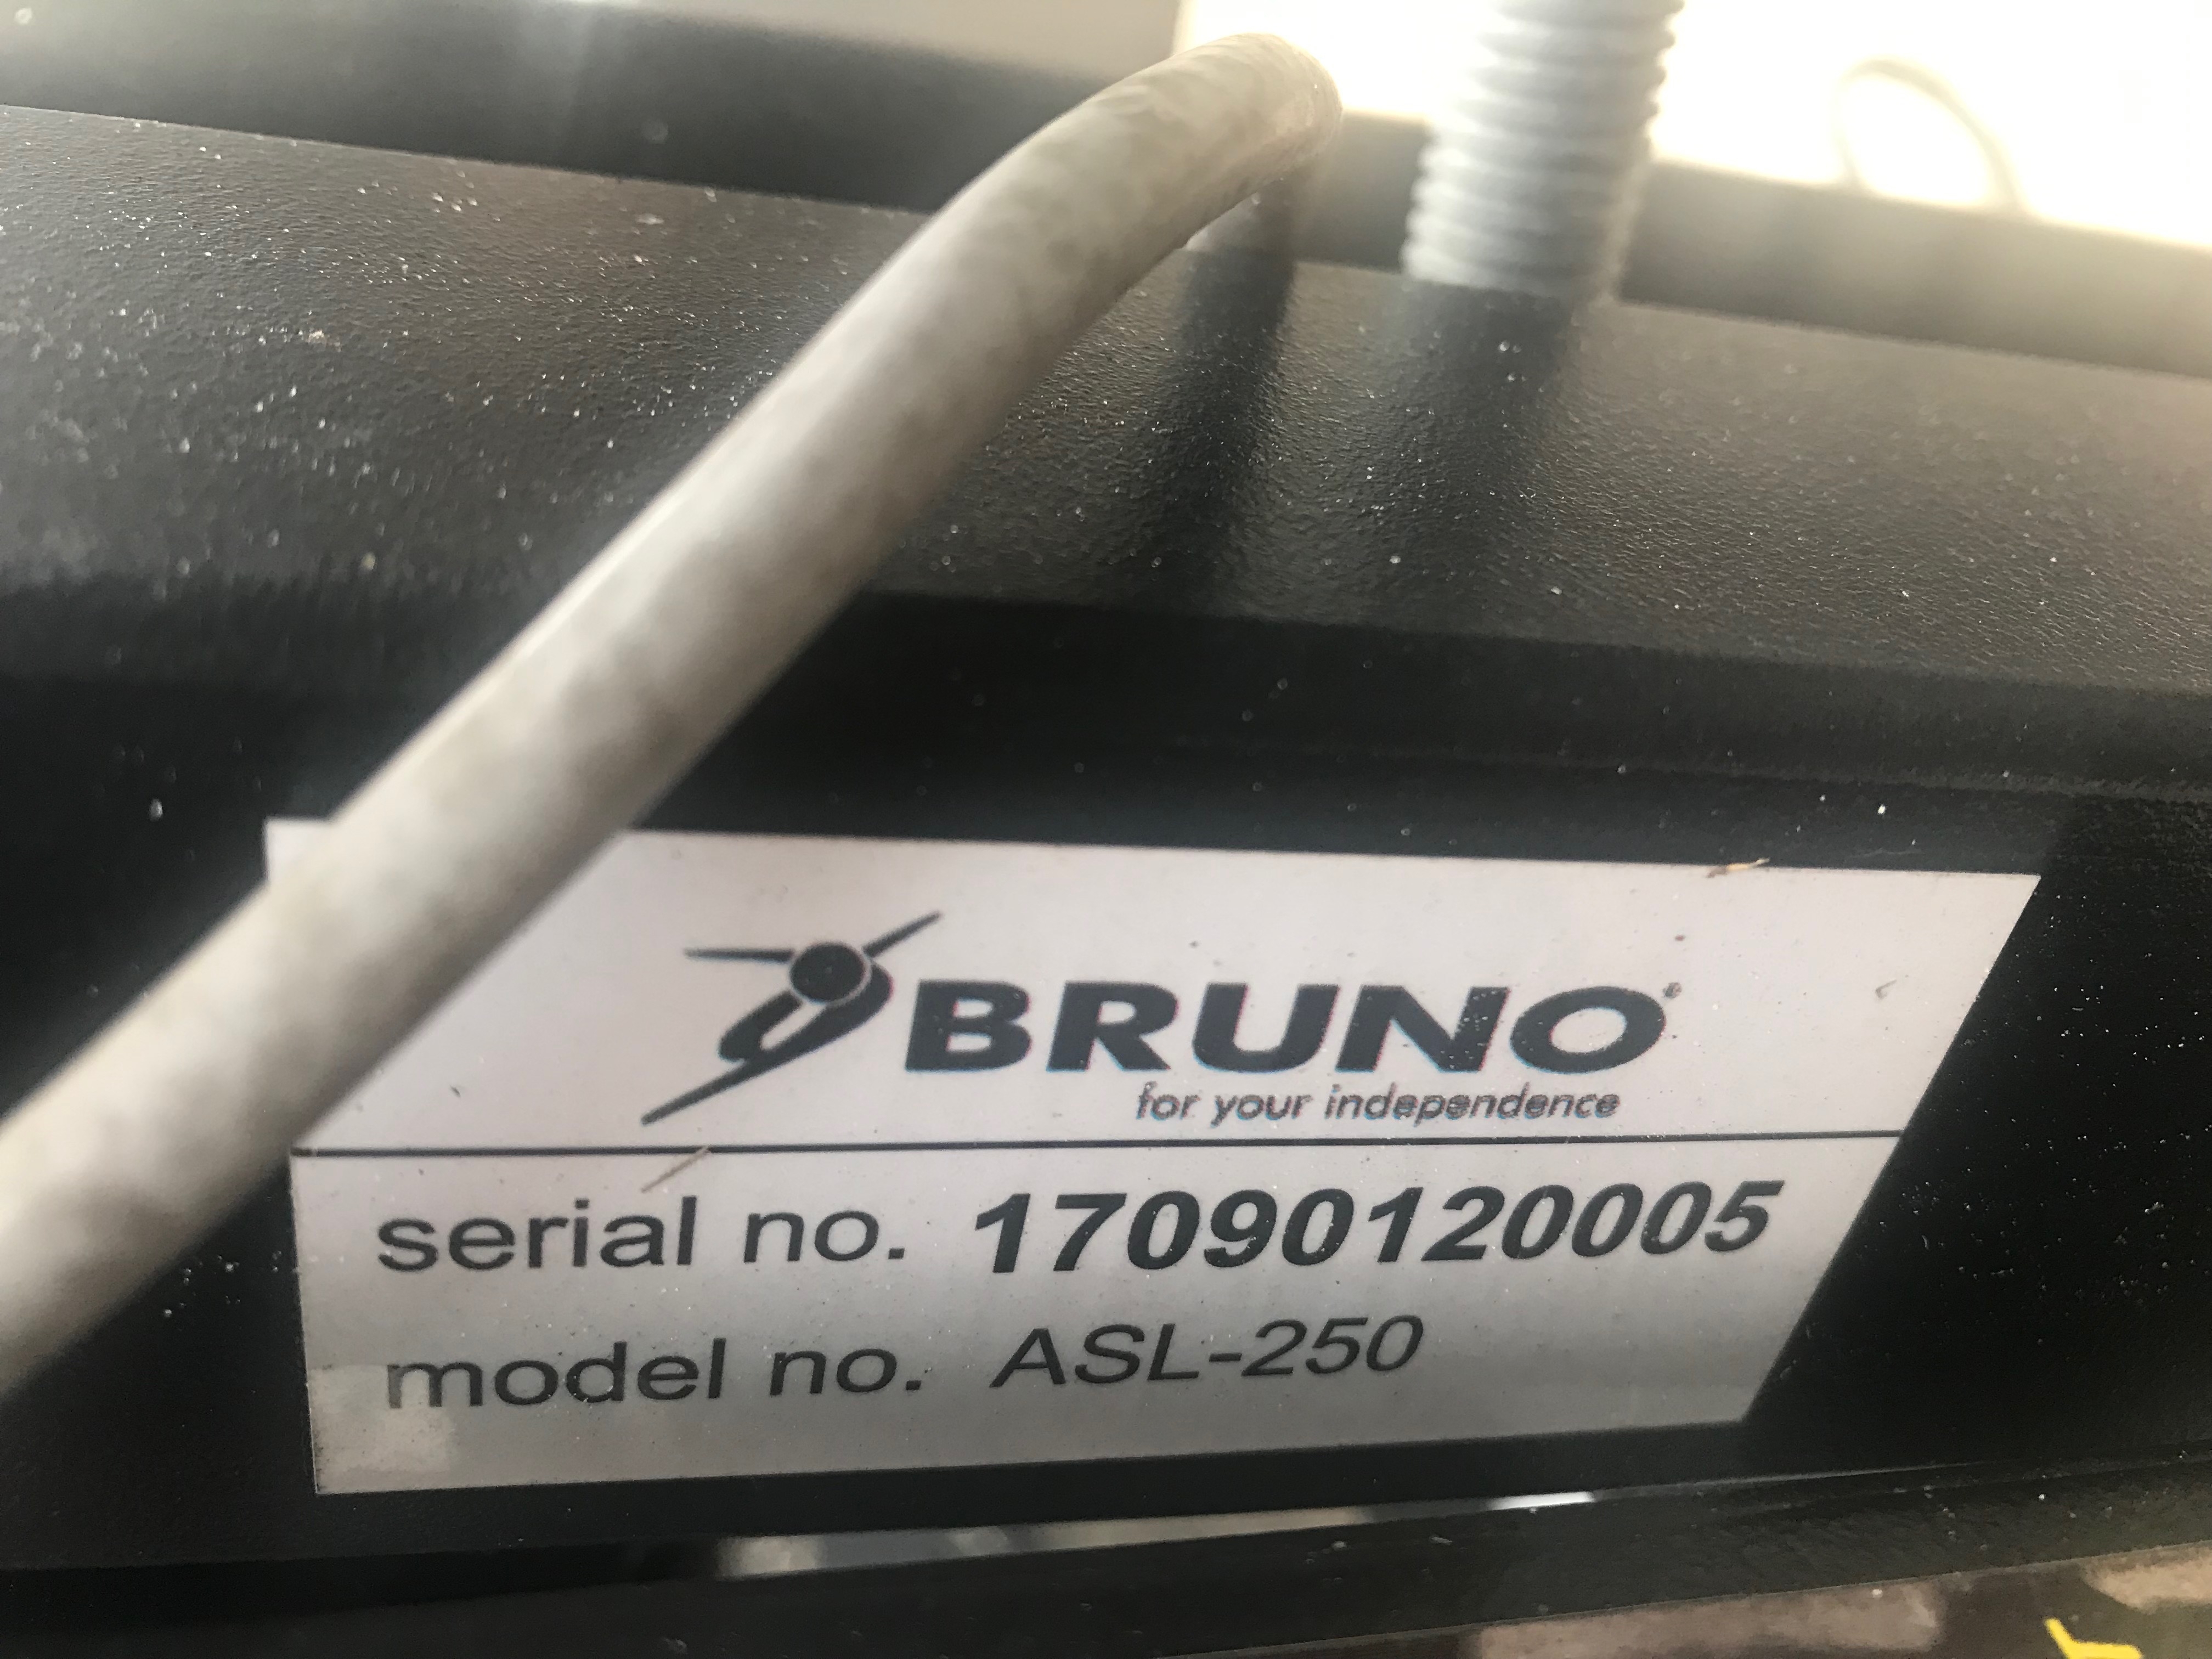 BRUNO®
for your independence
serial no. 17090120005
model no. ASL-250